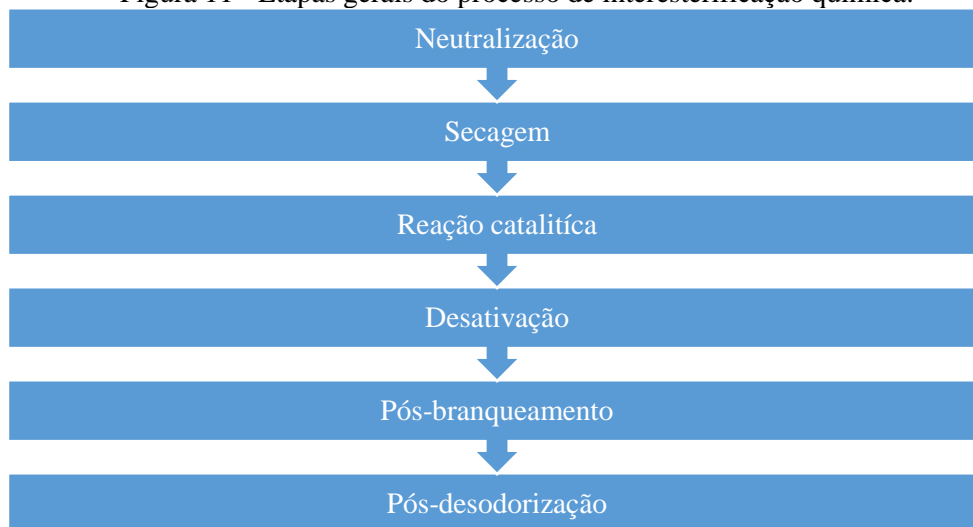 Figura 11 - Etapas gerais do processo de interesterificação química.
Neutralização
Secagem
Reação catalitíca
Desativação
Pós-branqueamento
Pós-desodorização